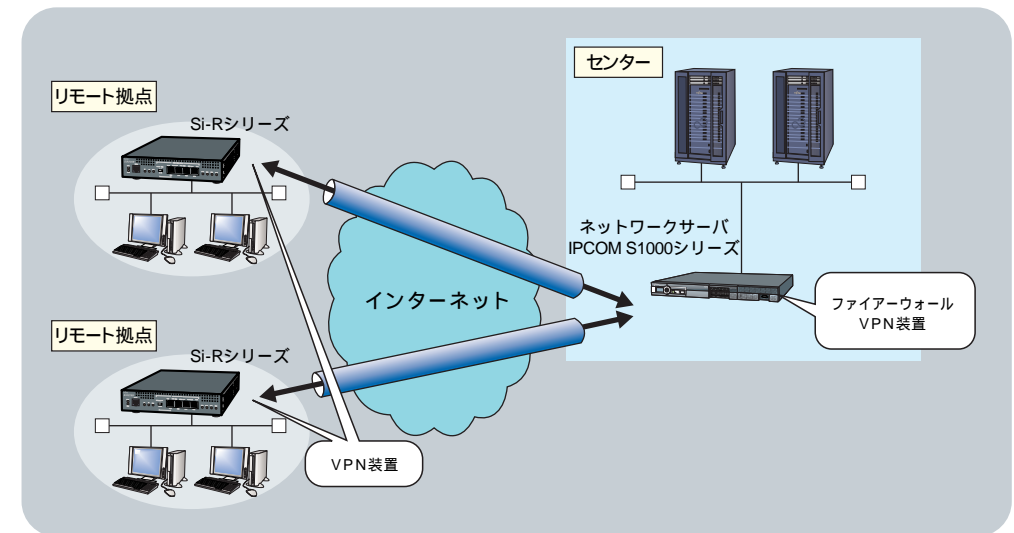 センター
リモート拠点
Si-Rシリーズ
ネットワークサーバ
IPCOM S1000シリーズ
インターネット
ファイアーウォール
VPN装置
リモート拠点
Si-Rシリーズ
VPN装置